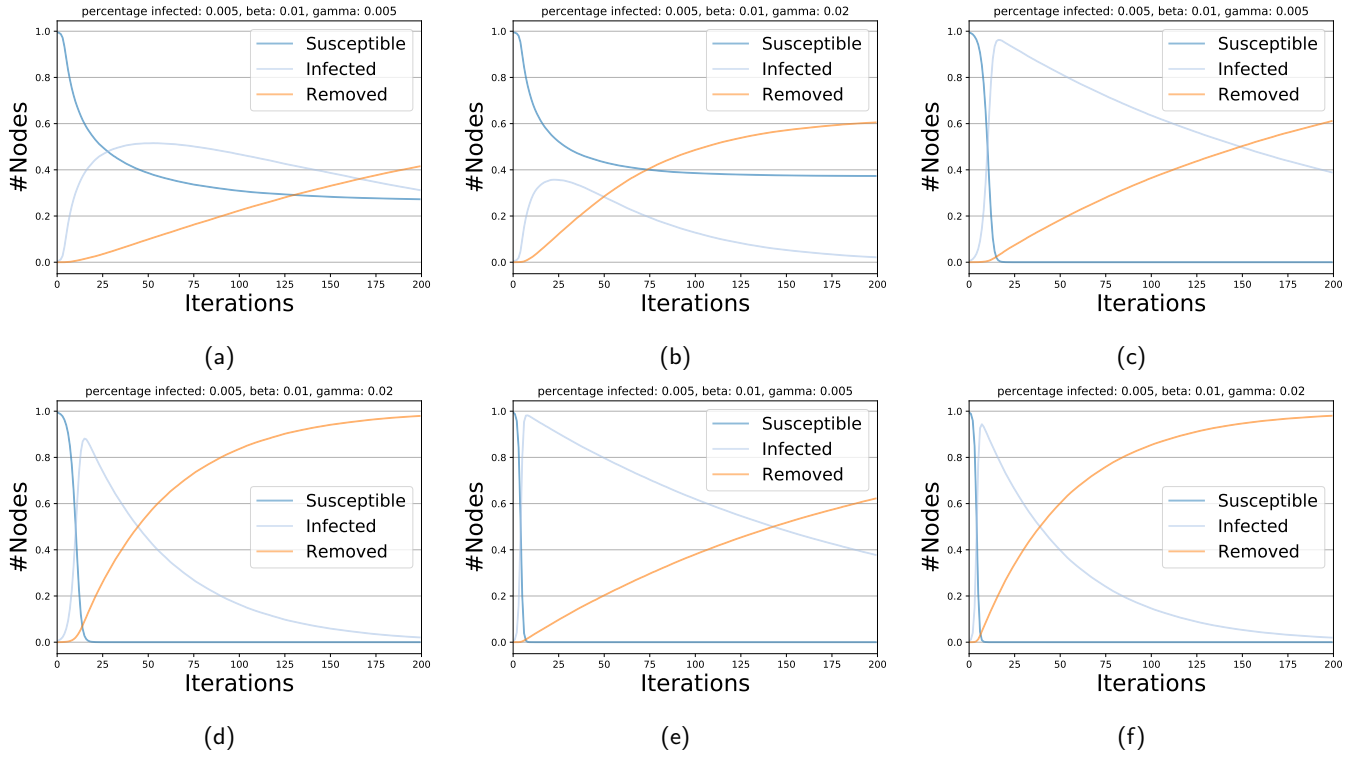 percentage infected: 0.005, beta: 0.01, gamma: 0.005
#Nodes
1.0
0.8
0.6
0.4
0.2
0.0
Susceptible
Infected
Removed
0 25 50 75 100 125 150 175 200
Iterations
(a)
percentage infected: 0.005, beta: 0.01, gamma: 0.02
#Nodes
1.0
0.8
0.6
0.4
0.2
0.0
Susceptible
Infected
Removed
0 25 50 75 100 125 150 175 200
Iterations
(b)
percentage infected: 0.005, beta: 0.01, gamma: 0.005
#Nodes
1.0
0.8
0.6
0.4
0.2
0.0
Susceptible
Infected
Removed
0 25 50 75 100 125 150 175 200
Iterations
(c)
percentage infected: 0.005, beta: 0.01, gamma: 0.02
#Nodes
1.0
0.8
0.6
0.4
0.2
0.0
Susceptible
Infected
Removed
0 25 50 75 100 125 150 175 200
Iterations
(d)
percentage infected: 0.005, beta: 0.01, gamma: 0.005
#Nodes
1.0
0.8
0.6
0.4
0.2
0.0
Susceptible
Infected
Removed
0 25 50 75 100 125 150 175 200
Iterations
(e)
percentage infected: 0.005, beta: 0.01, gamma: 0.02
#Nodes
1.0
0.8
0.6
0.4
0.2
0.0
Susceptible
Infected
Removed
0 25 50 75 100 125 150 175 200
Iterations
(f)